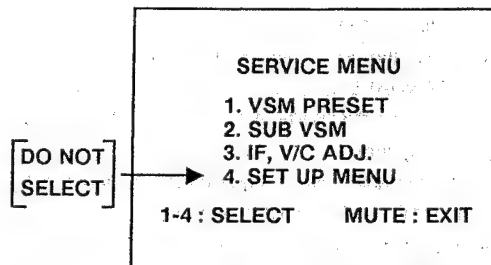 SERVICE MENU
1. VSM PRESET
2. SUB VSM
3. IF, V/C ADJ.
4. SET UP MENU
DO NOT
SELECT
1-4 : SELECT MUTE : EXIT